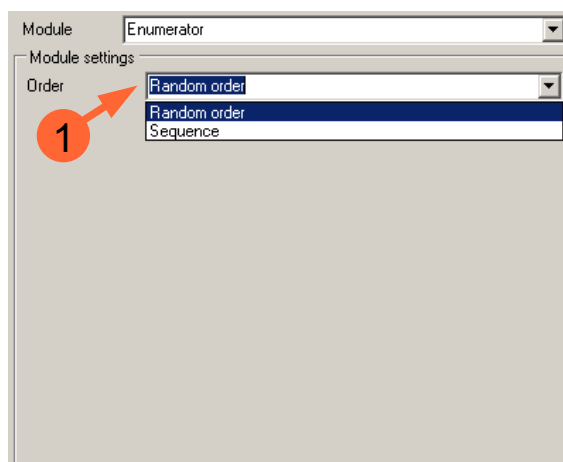 Module Enumerator
Module settings
Order Random order
Random order
1 Sequence